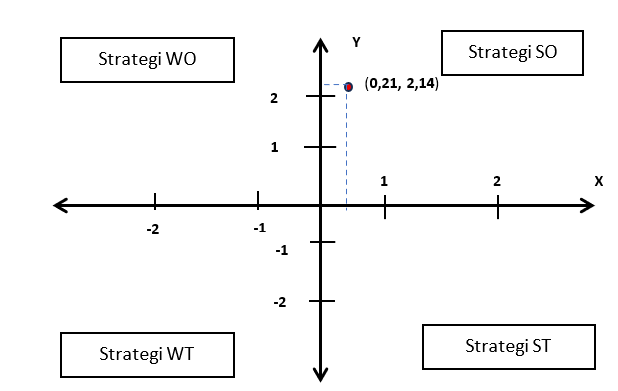 Strategi WO
Y
Strategi SO
(0,21, 2,14)
2
1
1
2
X
-2
-1
-1
-2
Strategi WT
Strategi ST